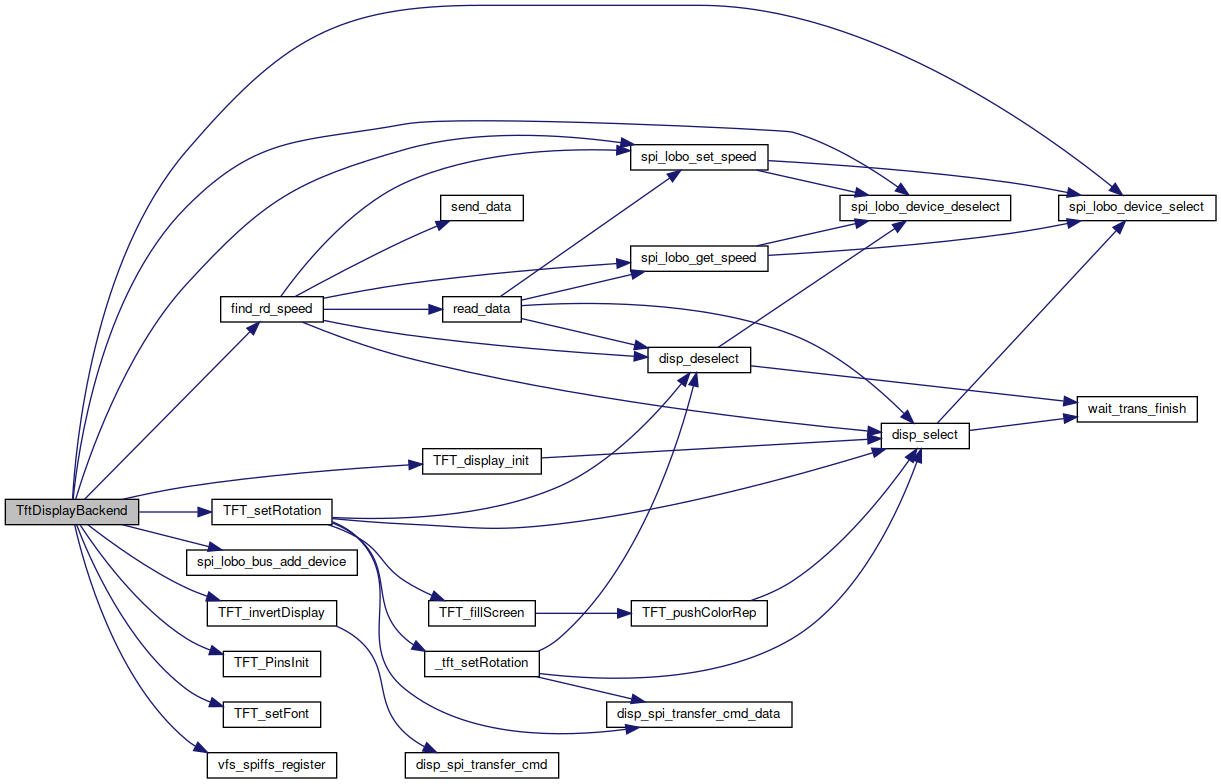 spi_lobo_set_speed
send_data
spi_lobo_device_deselect
spi_lobo_device_select
spi_lobo_get_speed
find_rd_speed
read_data
disp_deselect
wait_trans_finish
disp_select
TFT_display_init
TftDisplayBackend
TFT_setRotation
spi_lobo_bus_add_device
TFT_invertDisplay
TFT_fillScreen
TFT_pushColorRep
TFT_PinsInit
_tft_setRotation
TFT_setFont
disp_spi_transfer_cmd_data
vfs_spiffs_register
disp_spi_transfer_cmd